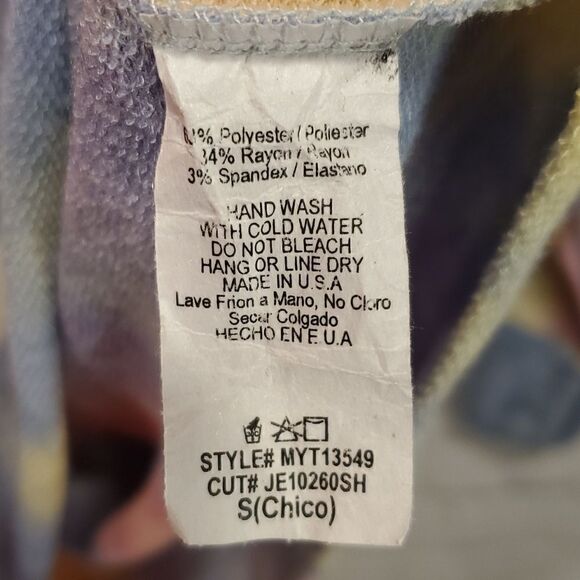 % Polyester / Poliester
34% Rayon / Rayon
3% Spandex / Elastano
HAND WASH
WITH COLD WATER
DO NOT BLEACH
HANG OR LINE DRY
MADE IN U.S.A
Lave Frion a Mano, No Cloro
Secar Colgado
HECHO EN E.U.A
STYLE# MYT13549
CUT# JE10260SH
S(Chico)